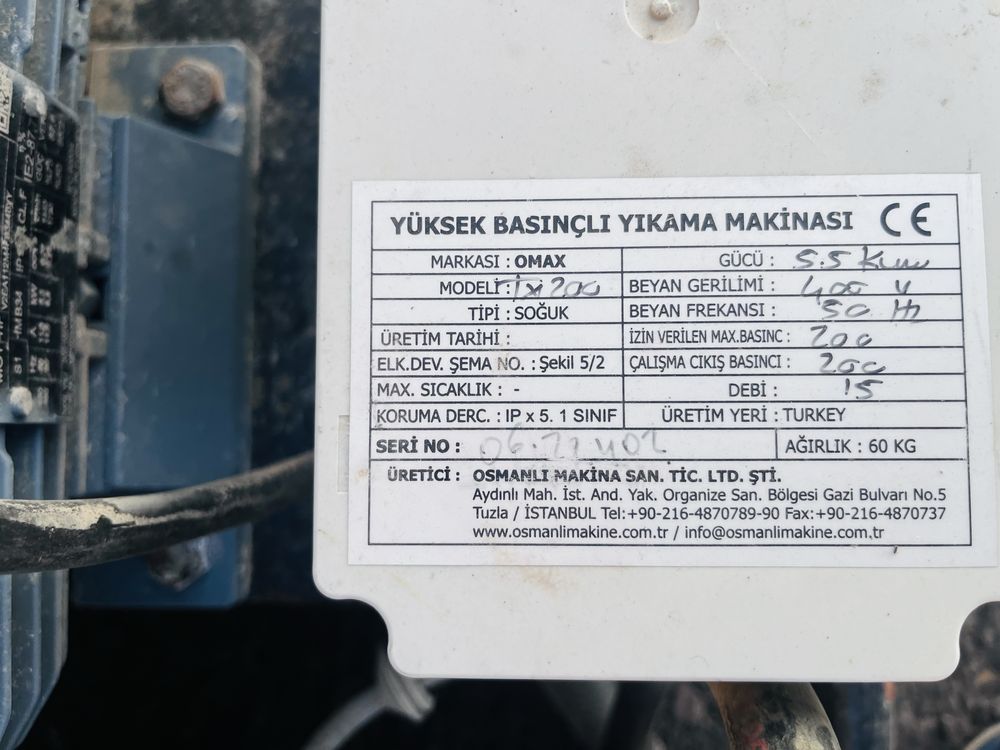 YÜKSEK BASINÇLI YIKAMA MAKİNASI CE
MARKASI : OMAX
GÜCÜ : 5.5 Kw
MODELİ : 200
BEYAN GERİLİMİ : 400 V
TİPİ : SOĞUK
BEYAN FREKANSI : 50 Hz
ÜRETİM TARİHİ :
İZİN VERİLEN MAX.BASINC : 200
ELK.DEV. ŞEMA NO. : Şekil 5/2
ÇALIŞMA CIKIŞ BASINCI : 200
MAX. SICAKLIK : -
DEBİ : 15
KORUMA DERC. : IP x 5. 1 SINIF
ÜRETİM YERİ : TURKEY
SERİ NO :
AĞIRLIK : 60 KG
ÜRETİCİ : OSMANLI MAKİNA SAN. TİC. LTD. ŞTİ.
Aydınlı Mah. İst. And. Yak. Organize San. Bölgesi Gazi Bulvarı No.5
Tuzla / İSTANBUL Tel:+90-216-4870789-90 Fax:+90-216-4870737
www.osmanlimakine.com.tr / info@osmanlimakine.com.tr